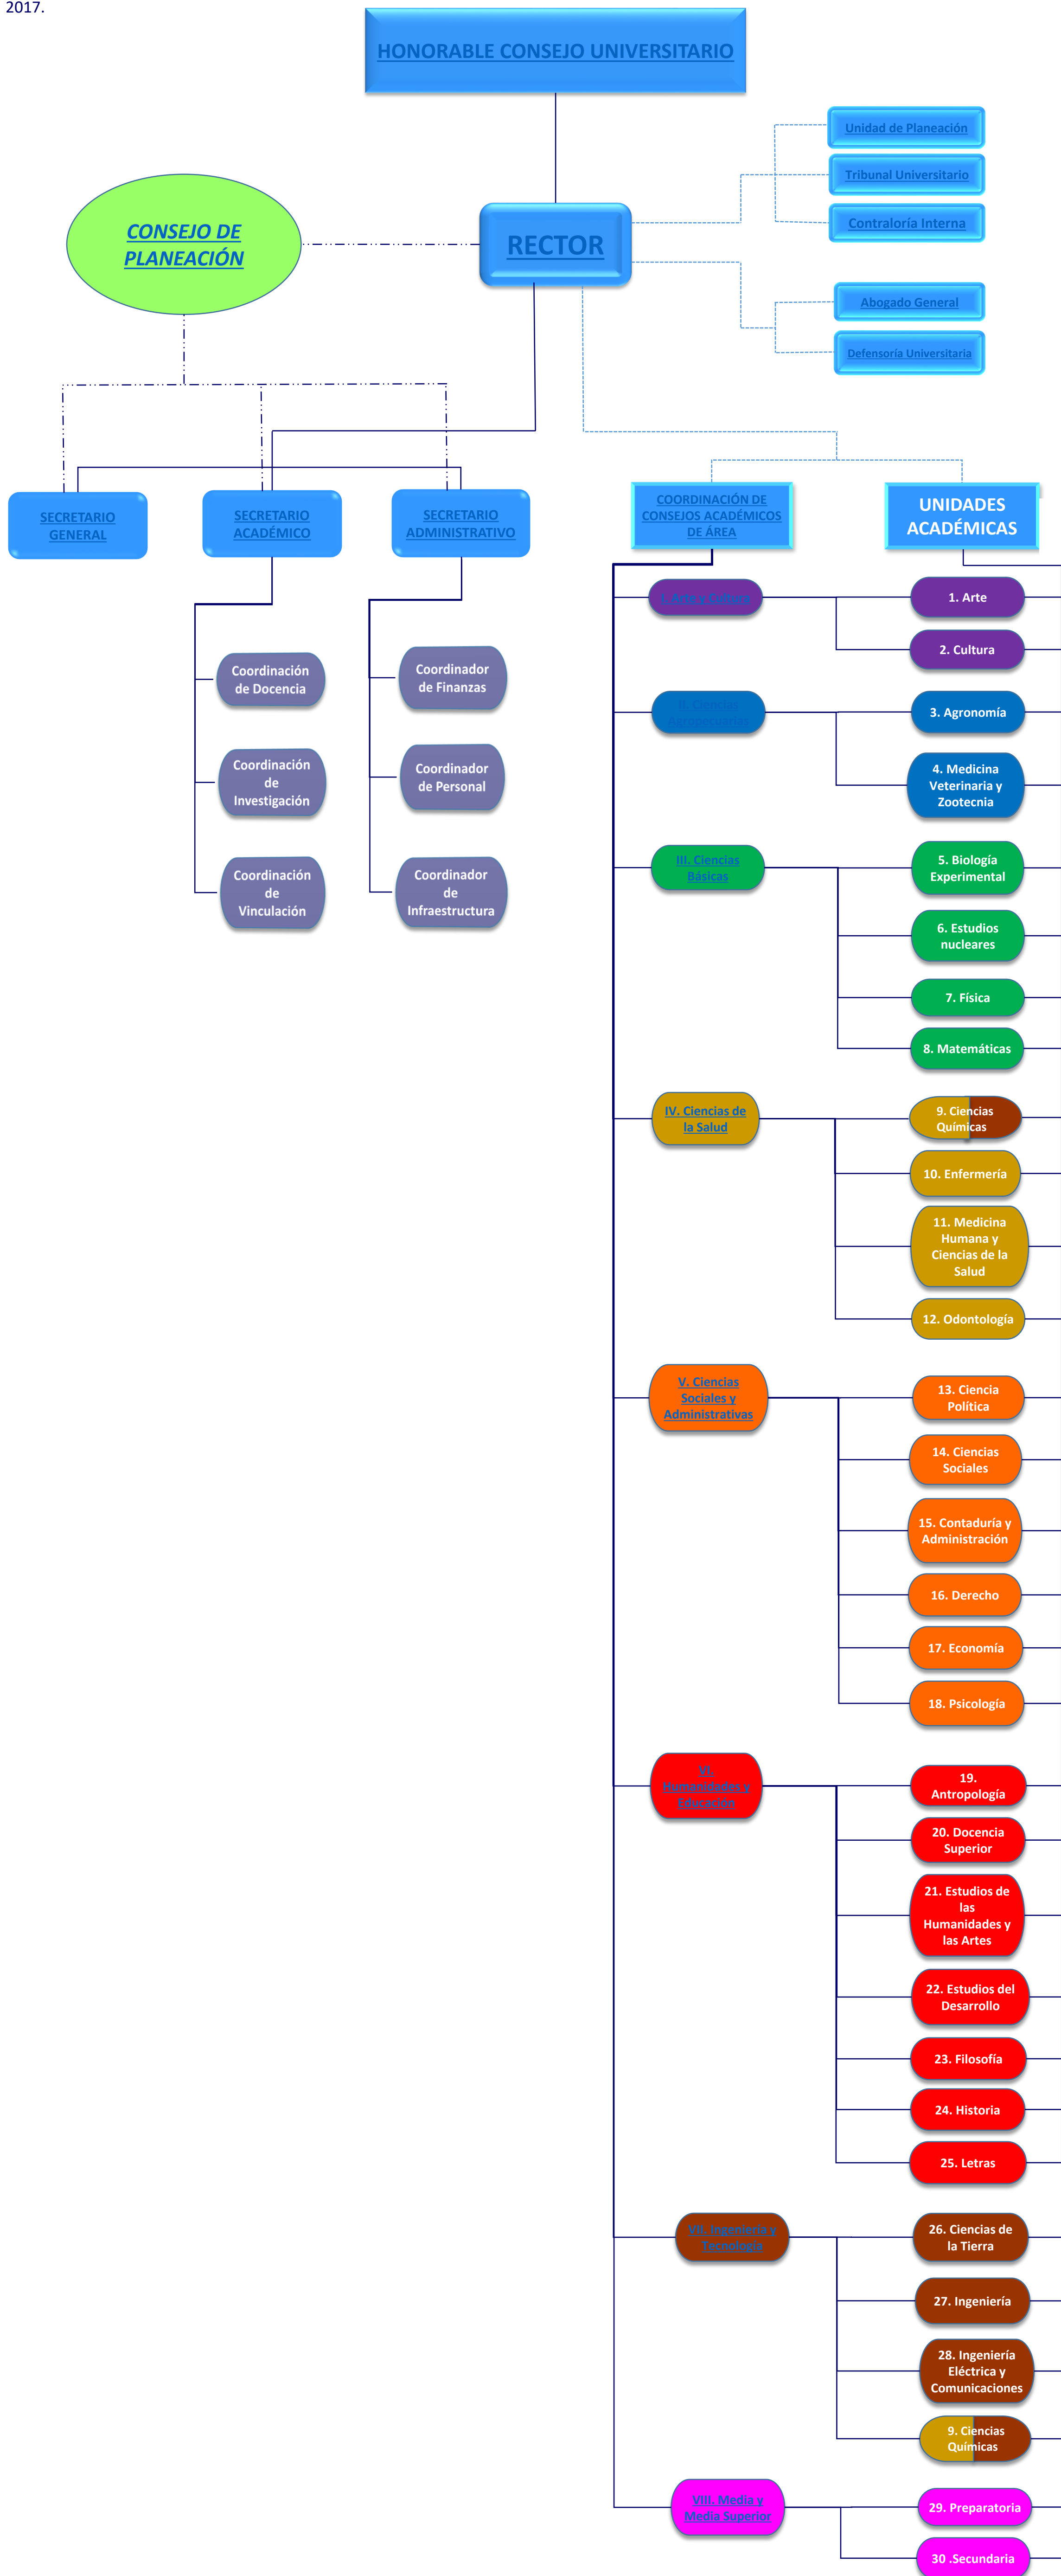 2017.
HONORABLE CONSEJO UNIVERSITARIO
Unidad de Planeación
Tribunal Universitario
Contraloría Interna
CONSEJO DE
PLANEACIÓN
RECTOR
Abogado General
Defensoría Universitaria
SECRETARIO
GENERAL
SECRETARIO
ACADÉMICO
SECRETARIO
ADMINISTRATIVO
COORDINACIÓN DE
CONSEJOS ACADÉMICOS
DE ÁREA
UNIDADES
ACADÉMICAS
Coordinación
de Docencia
Coordinación
de
Investigación
Coordinación
de
Vinculación
Coordinador
de Finanzas
Coordinador
de Personal
Coordinador
de
Infraestructura
I. Arte y Cultura
1. Arte
2. Cultura
II. Ciencias
Agropecuarias
3. Agronomía
4. Medicina
Veterinaria y
Zootecnia
III. Ciencias
Básicas
5. Biología
Experimental
6. Estudios
nucleares
7. Física
8. Matemáticas
IV. Ciencias de
la Salud
9. Ciencias
Químicas
10. Enfermería
11. Medicina
Humana y
Ciencias de la
Salud
12. Odontología
V. Ciencias
Sociales y
Administrativas
13. Ciencia
Política
14. Ciencias
Sociales
15. Contaduría y
Administración
16. Derecho
17. Economía
18. Psicología
VI.
Humanidades y
Educación
19.
Antropología
20. Docencia
Superior
21. Estudios de
las
Humanidades y
las Artes
22. Estudios del
Desarrollo
23. Filosofía
24. Historia
25. Letras
VII. Ingeniería y
Tecnología
26. Ciencias de
la Tierra
27. Ingeniería
28. Ingeniería
Eléctrica y
Comunicaciones
9. Ciencias
Químicas
VIII. Media y
Media Superior
29. Preparatoria
30 .Secundaria